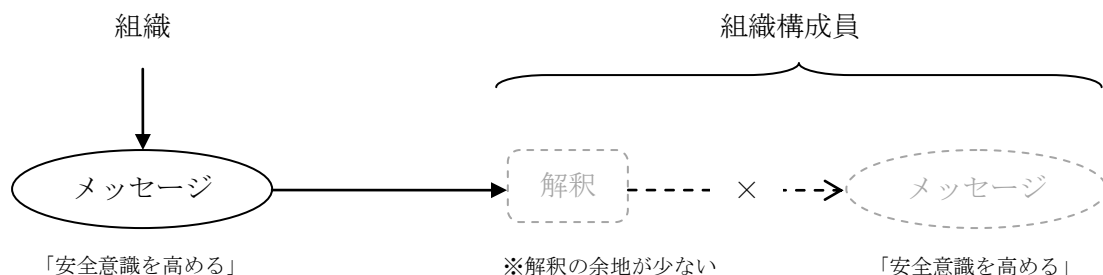 組織
組織構成員
メッセージ
解釈
×
メッセージ
「安全意識を高める」
※解釈の余地が少ない
「安全意識を高める」